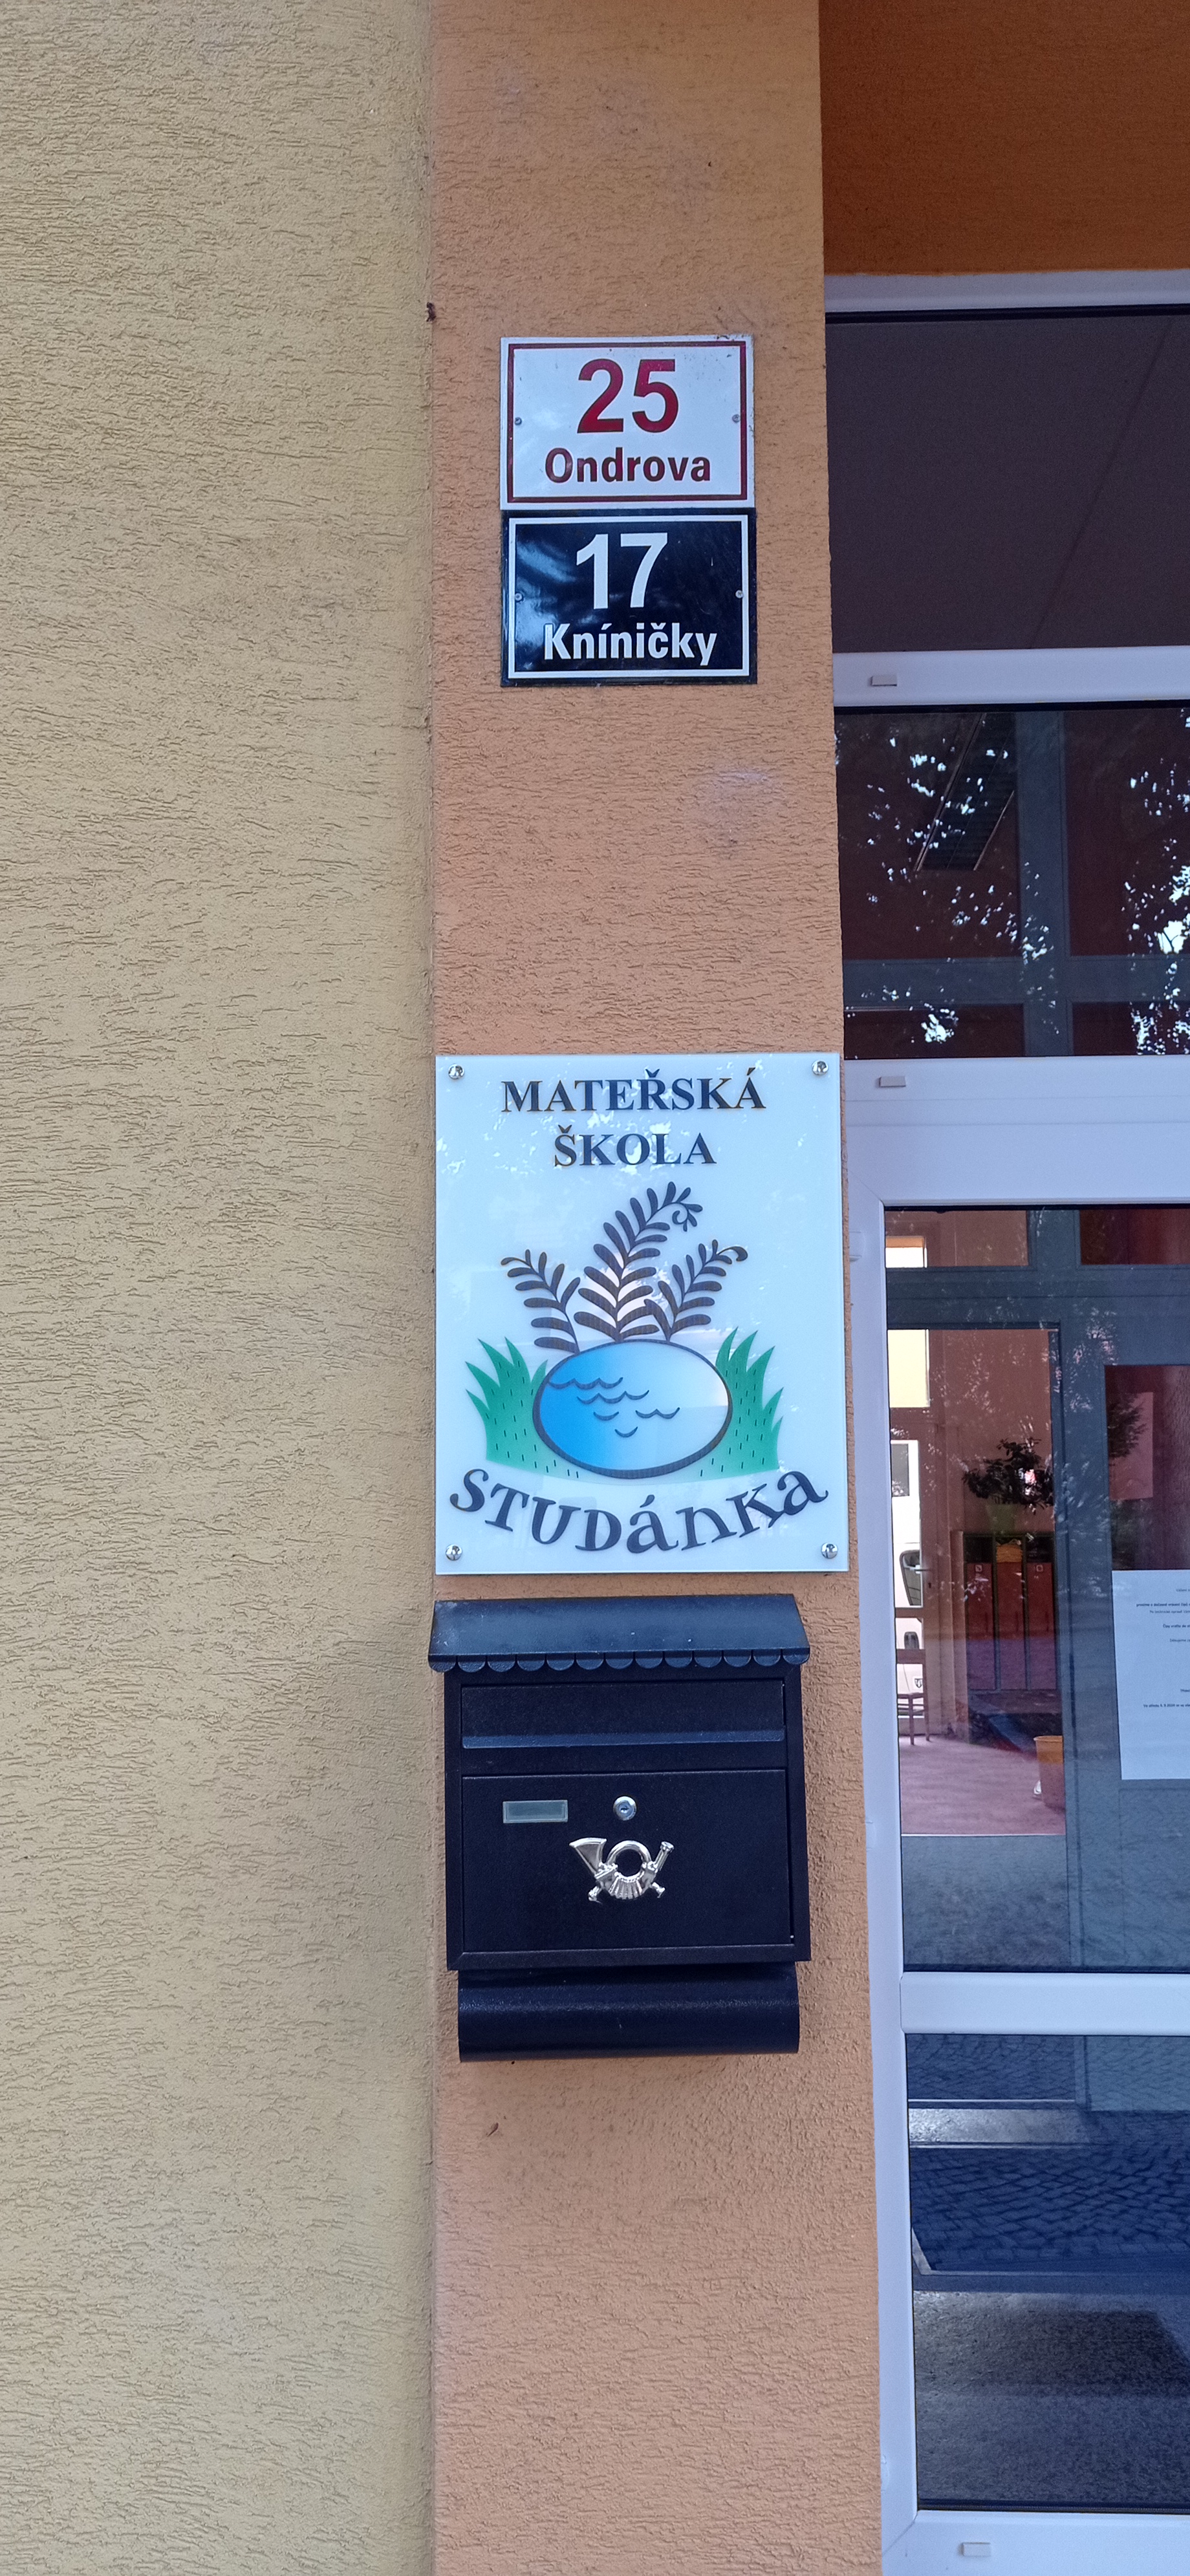 25
Ondrova
17
Kníničky
MATEŘSKÁ
ŠKOLA
STUDÁNKA